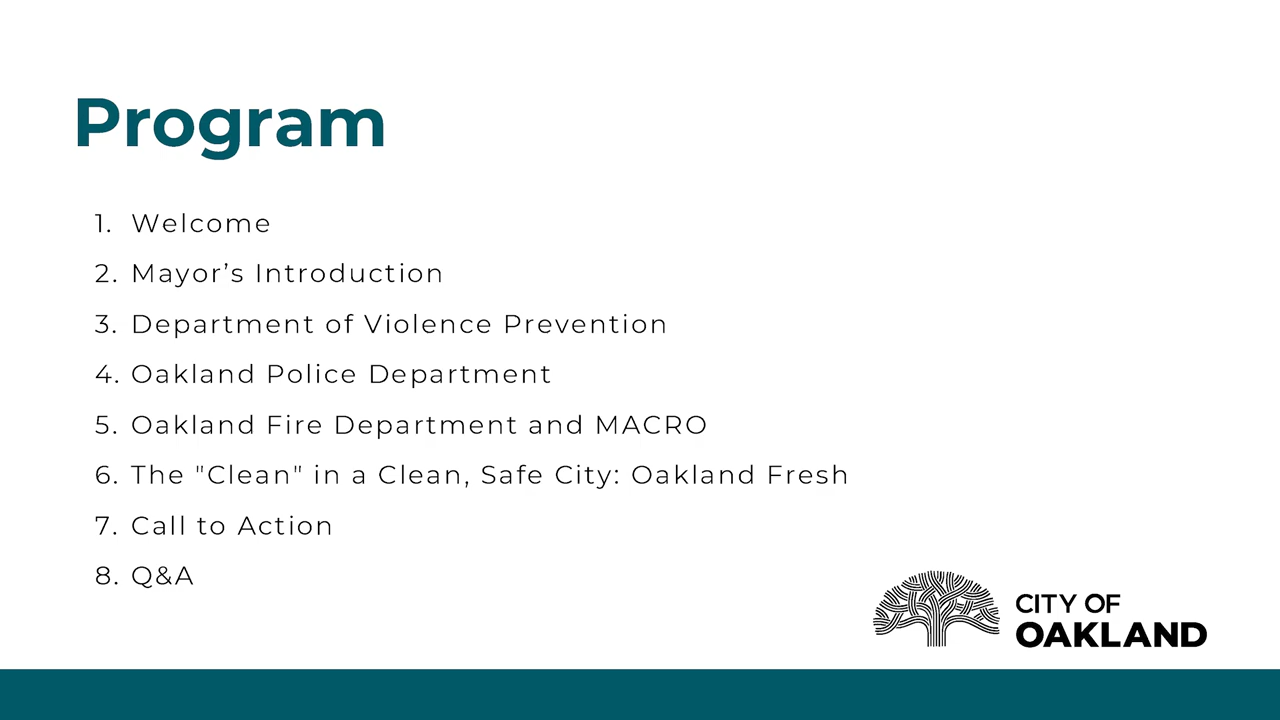 Program
1. Welcome
2. Mayor’s Introduction
3. Department of Violence Prevention
4. Oakland Police Department
5. Oakland Fire Department and MACRO
6. The "Clean" in a Clean, Safe City: Oakland Fresh
7. Call to Action
8. Q&A
CITY OF
OAKLAND